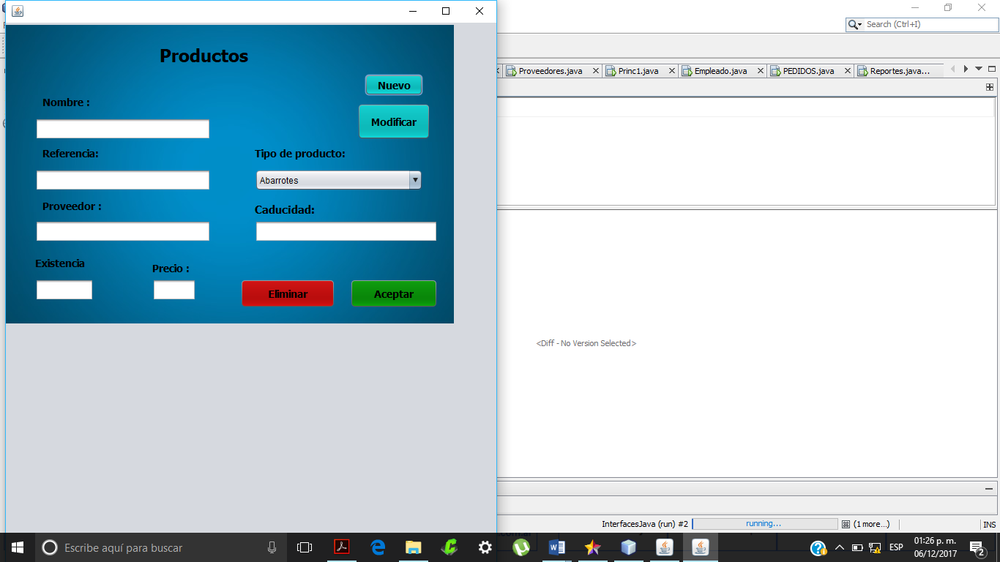 Productos
Nuevo
Nombre :
Modificar
Referencia:
Tipo de producto:
Abarrotes
Proveedor :
Caducidad:
Existencia
Precio :
Eliminar
Aceptar
Search (Ctrl+I)
Proveedores.java
Princ1.java
Empleado.java
PEDIDOS.java
Reportes.java...
<Diff - No Version Selected>
InterfacesJava (run) #2
running...
(1 more...)
INS
Escribe aquí para buscar
ESP
01:26 p. m.
06/12/2017
2